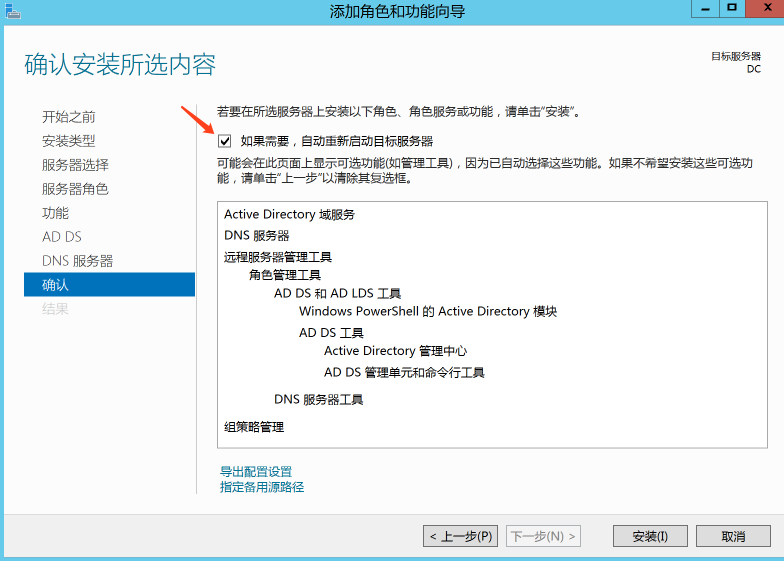 添加角色和功能向导
确认安装所选内容
目标服务器
DC
开始之前
安装类型
服务器选择
服务器角色
功能
AD DS
DNS 服务器
确认
结果
若要在所选服务器上安装以下角色、角色服务或功能，请单击"安装"。
如果需要，自动重新启动目标服务器
可能会在此页面上显示可选功能(如管理工具)，因为已自动选择这些功能。如果不希望安装这些可选功
能，请单击"上一步"以清除其复选框。
Active Directory 域服务
DNS 服务器
远程服务器管理工具
角色管理工具
AD DS 和 AD LDS 工具
Windows PowerShell 的 Active Directory 模块
AD DS 工具
Active Directory 管理中心
AD DS 管理单元和命令行工具
DNS 服务器工具
组策略管理
导出配置设置
指定备用源路径
< 上一步(P)
下一步(N) >
安装(I)
取消